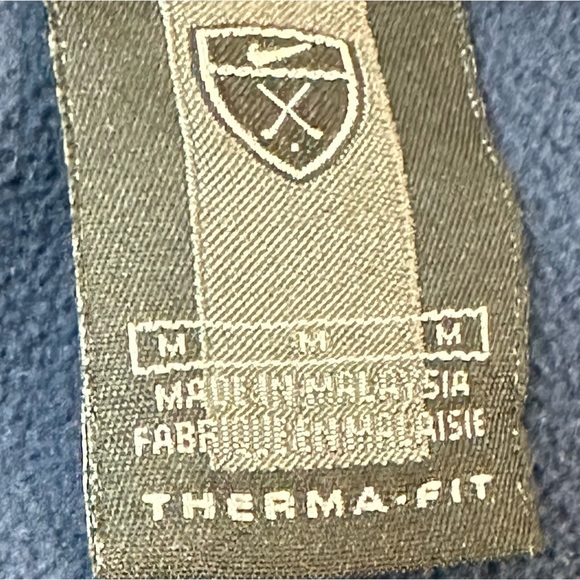 M M M
MADE IN MALAYSIA
FABRIQUE EN MALAISIE
THERMA-FIT